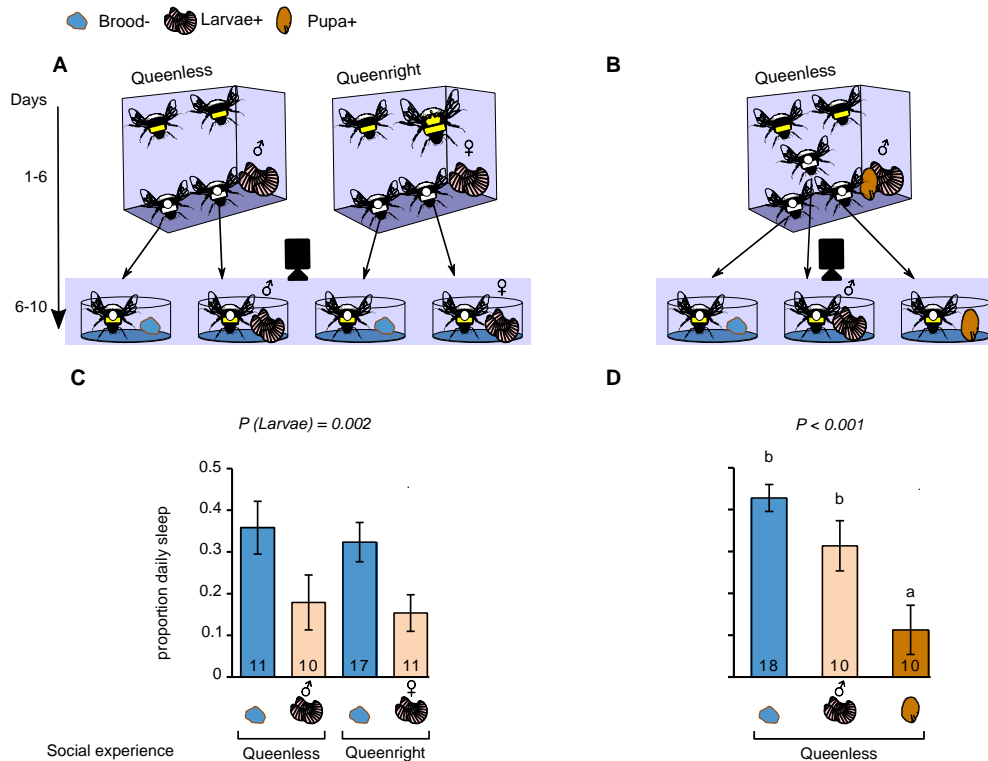 Brood- Larvae+ Pupa+
A
Queenless Queenright
Days
♂ ♀
1-6
6-10
♂ ♀
B
Queenless
♂
♂
C
P (Larvae) = 0.002
proportion daily sleep
0.5
0.4
0.3
0.2
0.1
0
11 10 17 11
♂ ♀
Social experience
Queenless Queenright
D
P < 0.001
b b a
18 10 10
♂
Queenless